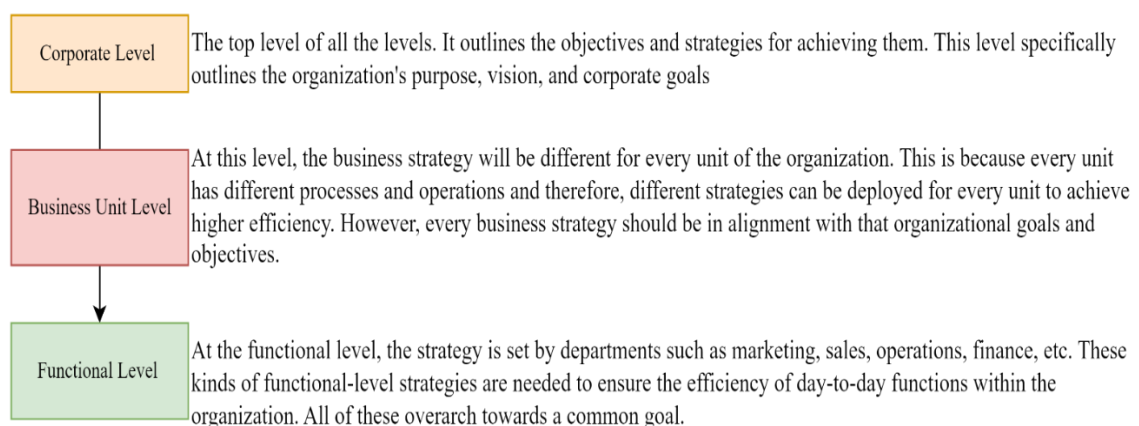 Corporate Level
The top level of all the levels. It outlines the objectives and strategies for achieving them. This level specifically
outlines the organization's purpose, vision, and corporate goals
Business Unit Level
At this level, the business strategy will be different for every unit of the organization. This is because every unit
has different processes and operations and therefore, different strategies can be deployed for every unit to achieve
higher efficiency. However, every business strategy should be in alignment with that organizational goals and
objectives.
Functional Level
At the functional level, the strategy is set by departments such as marketing, sales, operations, finance, etc. These
kinds of functional-level strategies are needed to ensure the efficiency of day-to-day functions within the
organization. All of these overarch towards a common goal.